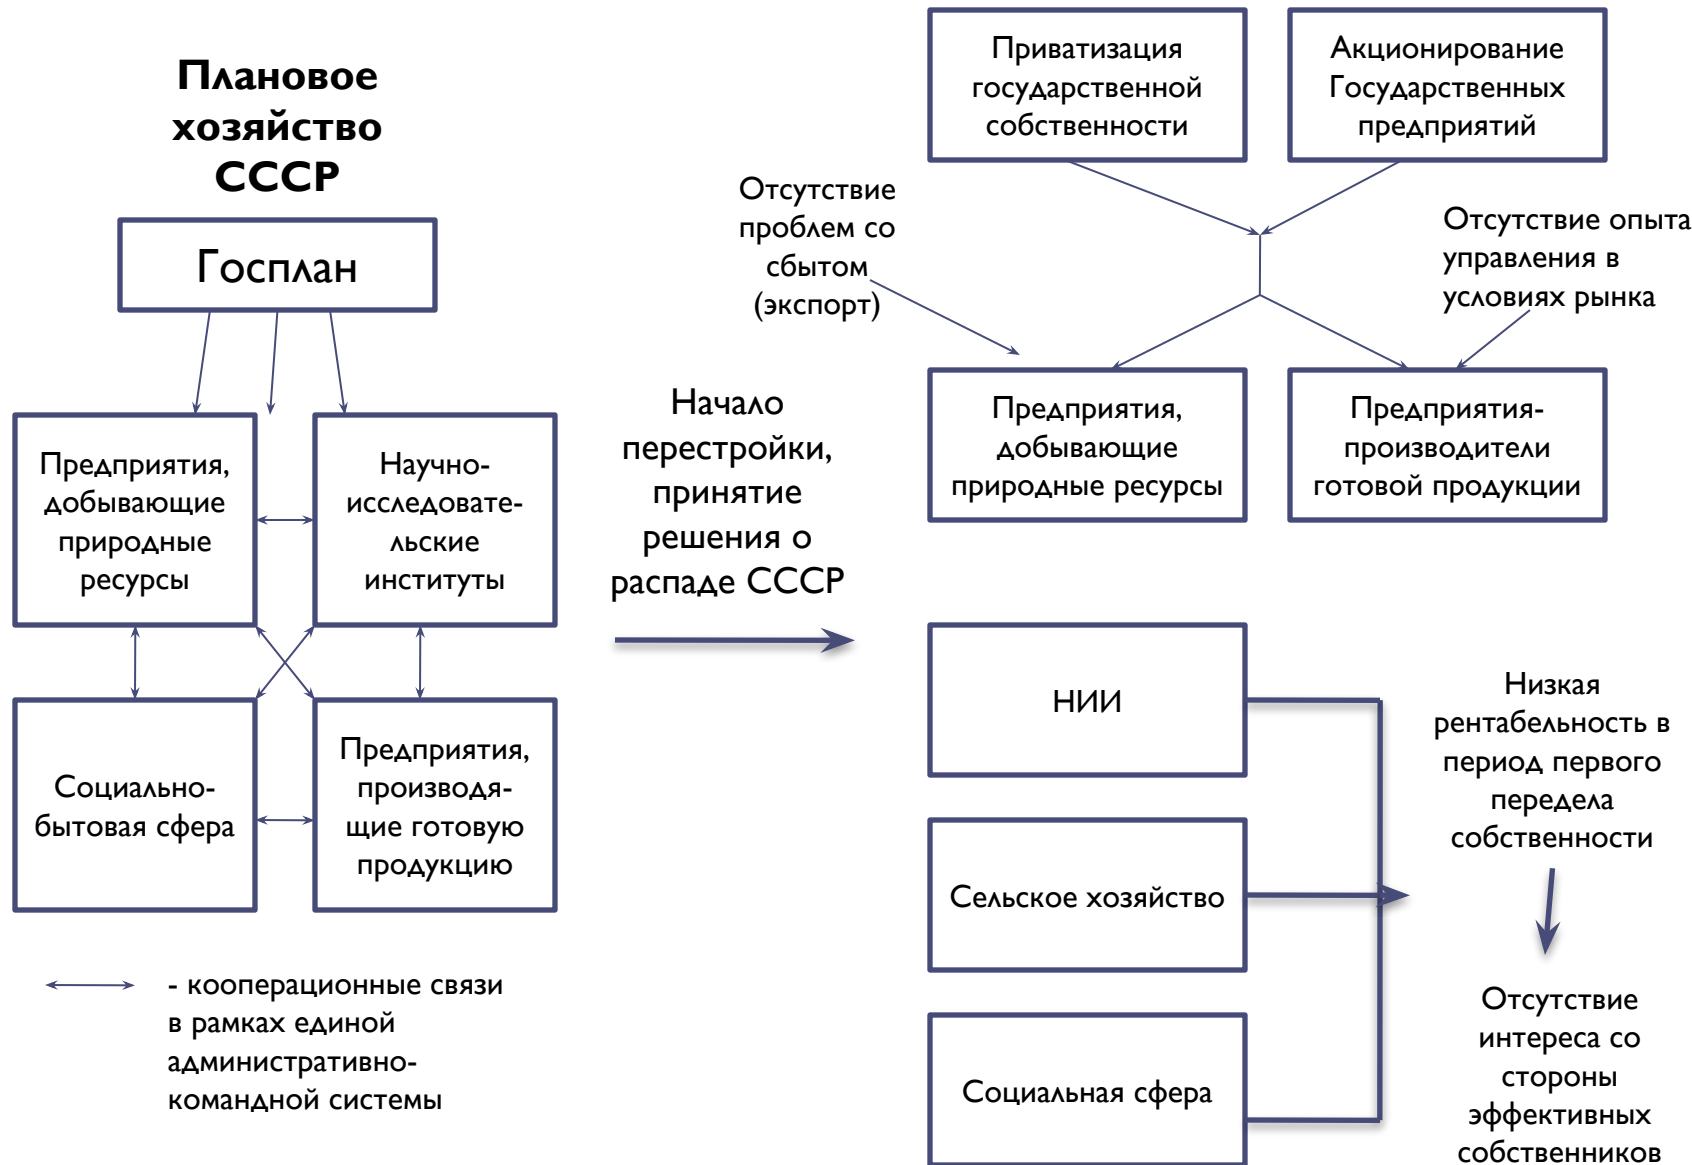 Плановое
хозяйство
СССР
Госплан
Предприятия,
добывающие
природные
ресурсы
Научно-
исследовате-
льские
институты
Социально-
бытовая сфера
Предприятия,
производя-
щие готовую
продукцию
- кооперационные связи
в рамках единой
административно-
командной системы
Начало
перестройки,
принятие
решения о
распаде СССР
Приватизация
государственной
собственности
Акционирование
Государственных
предприятий
Отсутствие
проблем со
сбытом
(экспорт)
Отсутствие опыта
управления в
условиях рынка
Предприятия,
добывающие
природные ресурсы
Предприятия-
производители
готовой продукции
НИИ
Сельское хозяйство
Социальная сфера
Низкая
рентабельность в
период первого
передела
собственности
Отсутствие
интереса со
стороны
эффективных
собственников